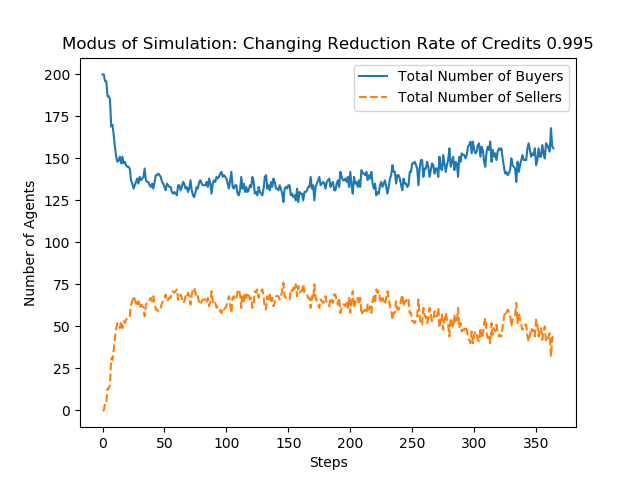 Modus of Simulation: Changing Reduction Rate of Credits 0.995
Total Number of Buyers
Total Number of Sellers
200
175
150
125
100
75
50
25
0
Number of Agents
0 50 100 150 200 250 300 350
Steps